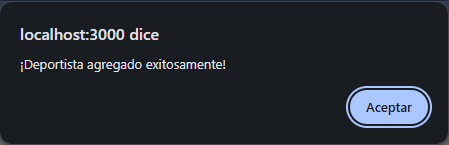 localhost:3000 dice
¡Deportista agregado exitosamente!
Aceptar